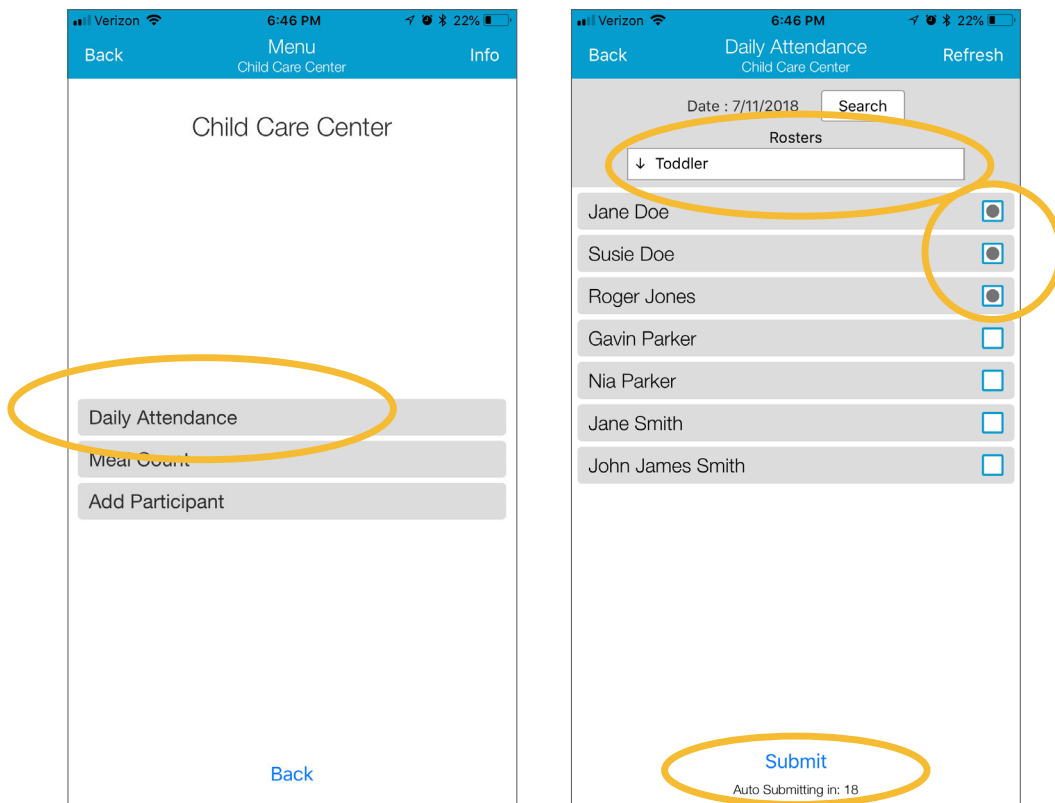 Verizon 6:46 PM 22%
Back Menu Info
Child Care Center
Child Care Center
Daily Attendance
Meal Count
Add Participant
Back
Verizon 6:46 PM 22%
Back Daily Attendance Refresh
Child Care Center
Date : 7/11/2018 Search
Rosters
↓ Toddler
Jane Doe
Susie Doe
Roger Jones
Gavin Parker
Nia Parker
Jane Smith
John James Smith
Submit
Auto Submitting in: 18